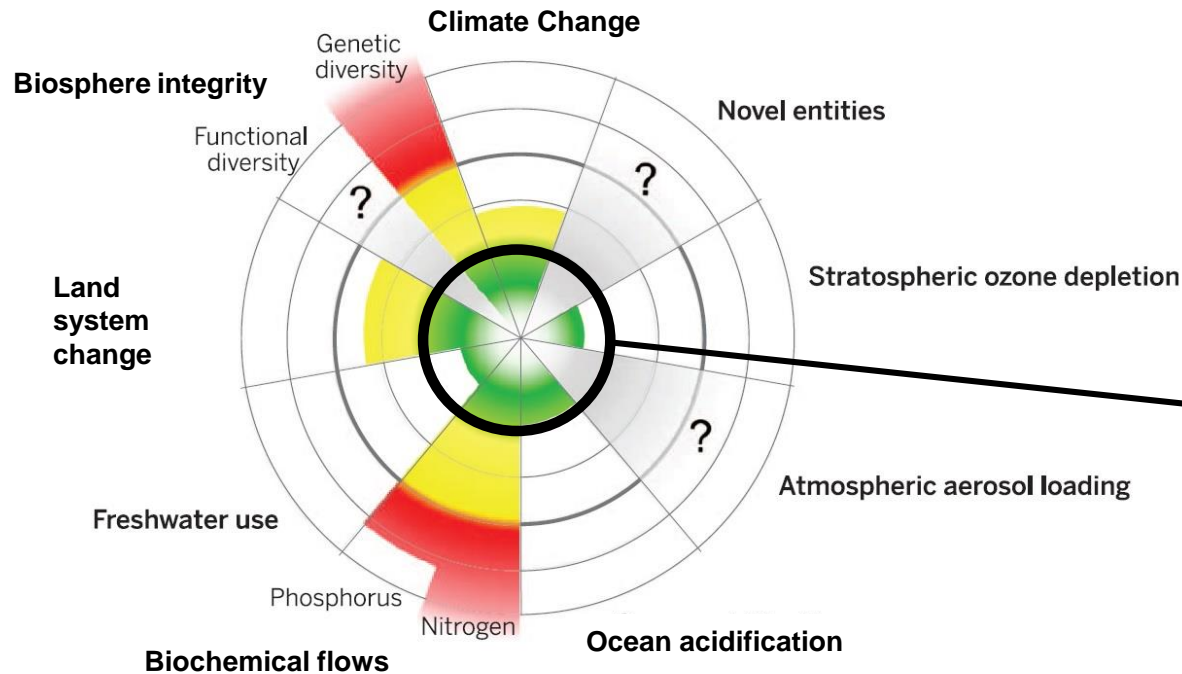 Climate Change
Genetic
diversity
Biosphere integrity
Functional
diversity
?
Novel entities
?
Land
system
change
Stratospheric ozone depletion
?
Atmospheric aerosol loading
Freshwater use
Phosphorus
Nitrogen
Ocean acidification
Biochemical flows